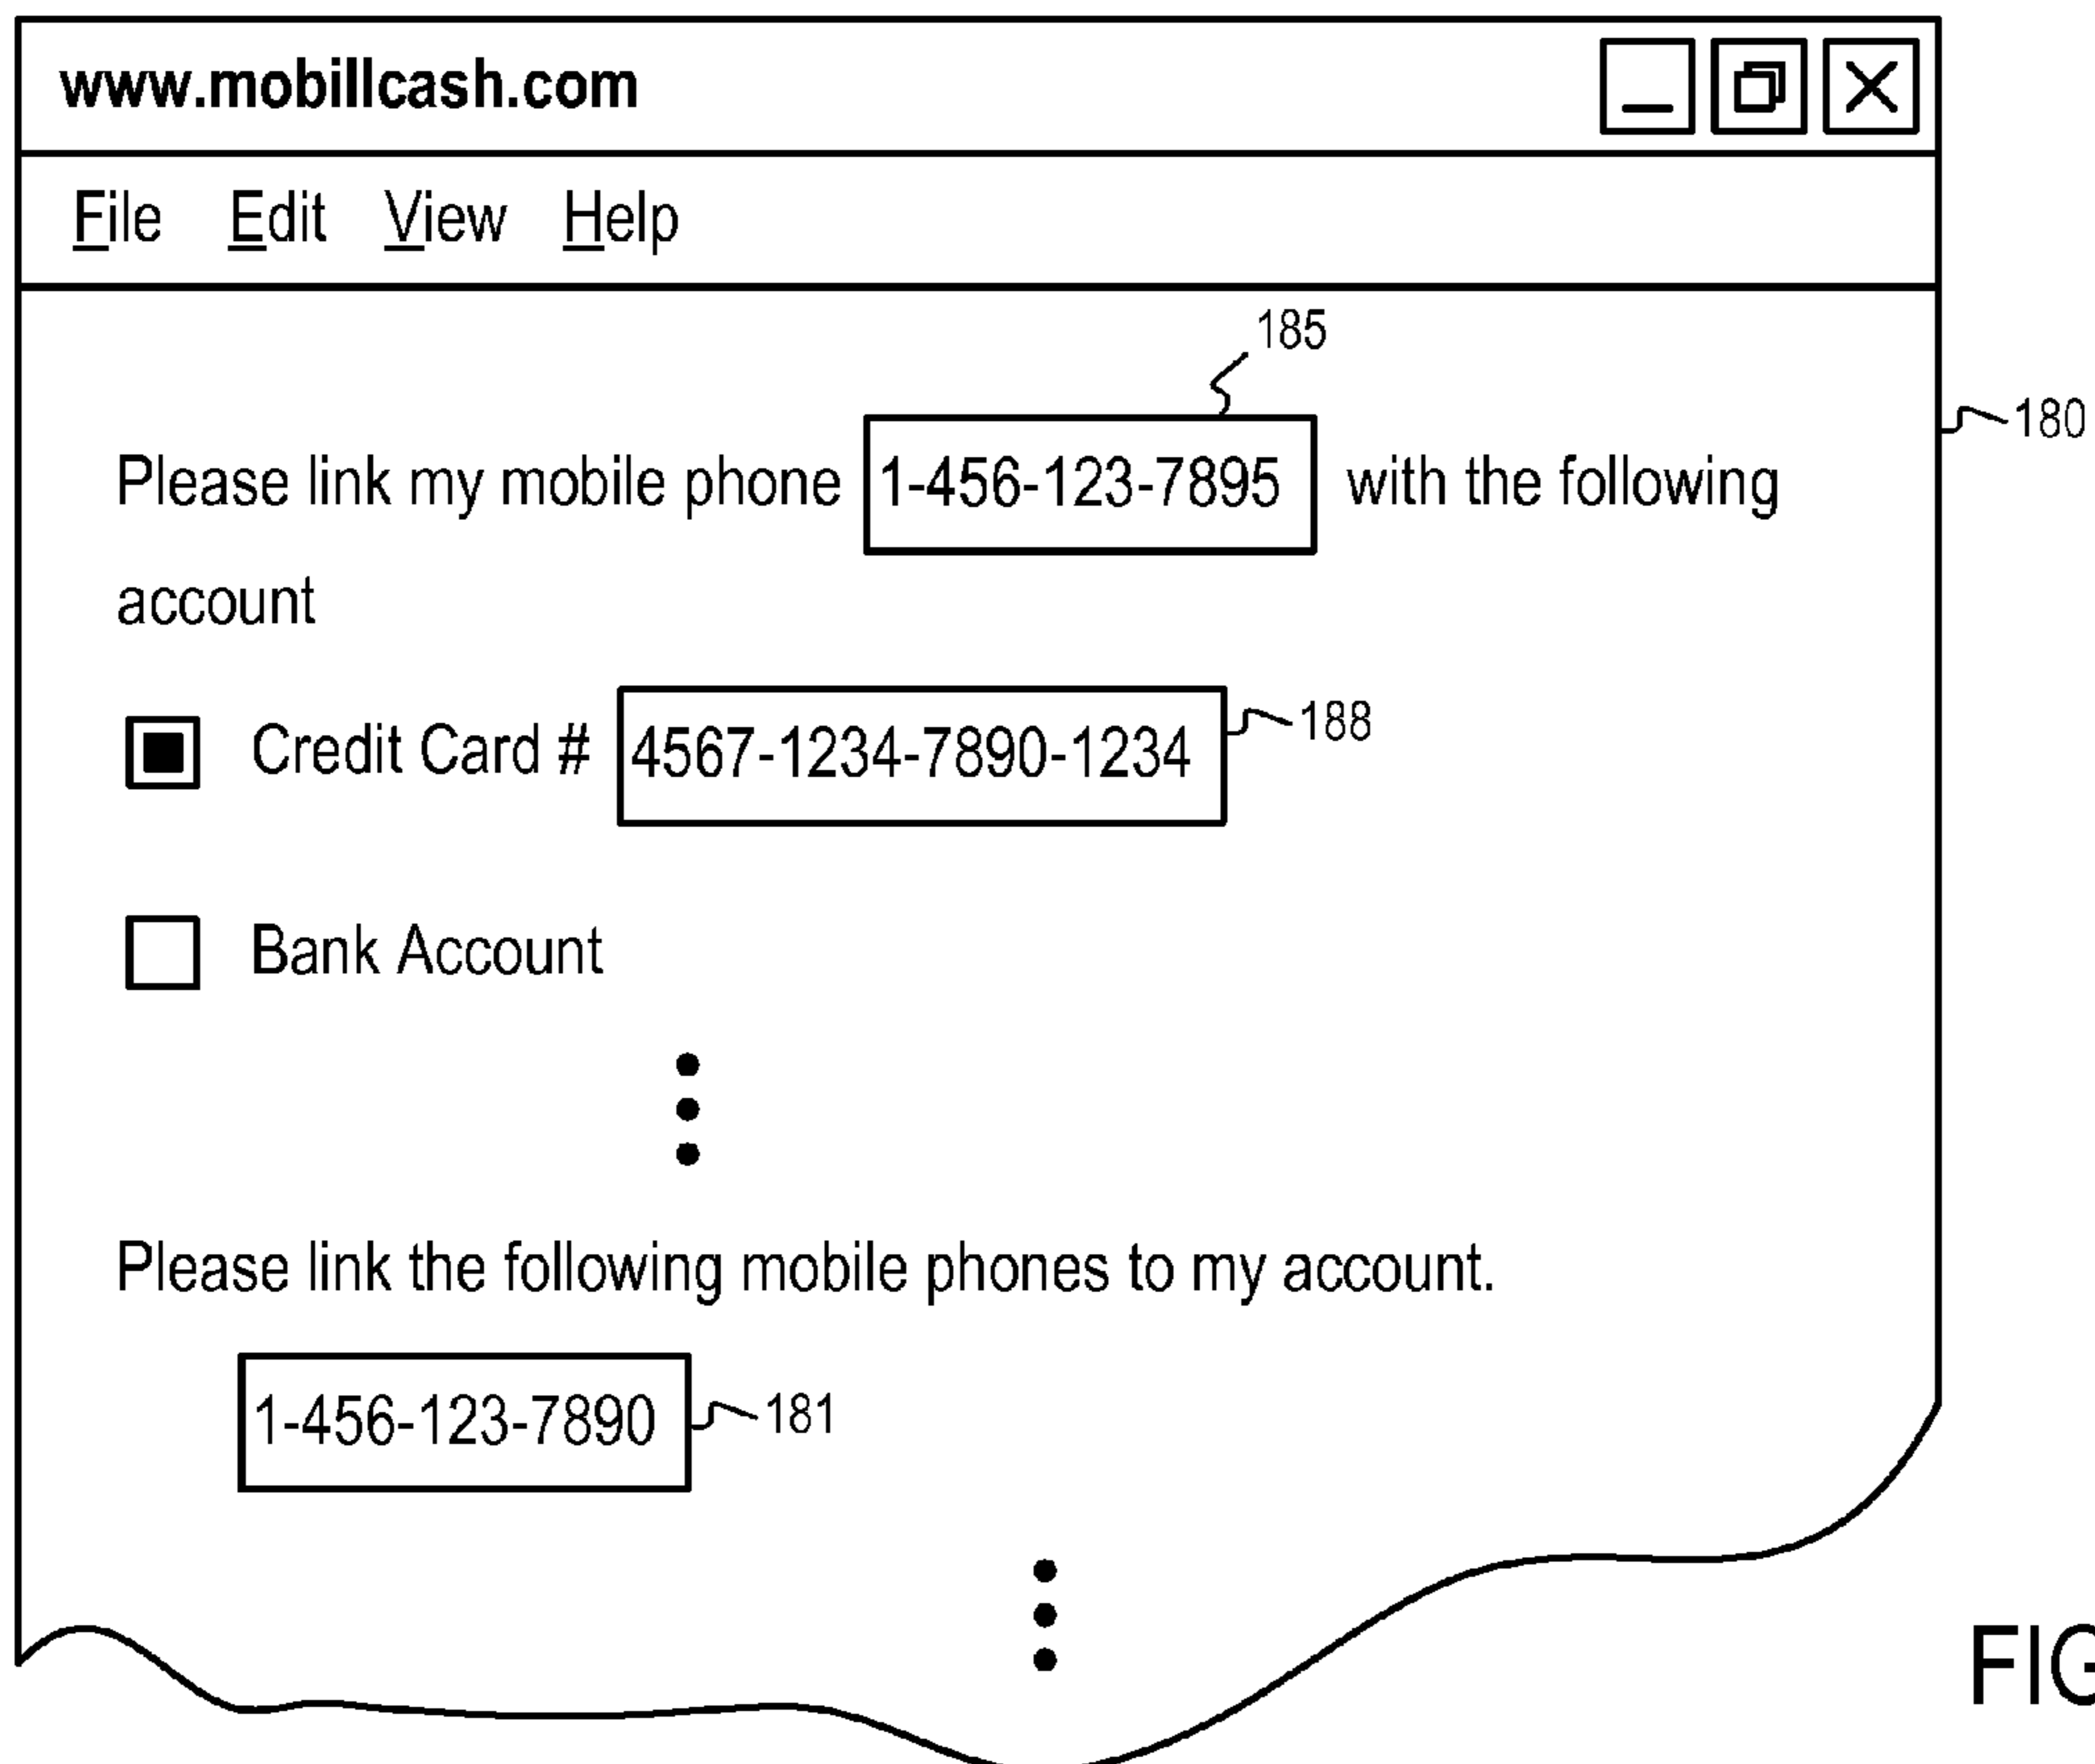 www.mobillcash.com
File Edit View Help
185
180
Please link my mobile phone 1-456-123-7895 with the following
account
Credit Card # 4567-1234-7890-1234 188
Bank Account
Please link the following mobile phones to my account.
1-456-123-7890 181
FIG